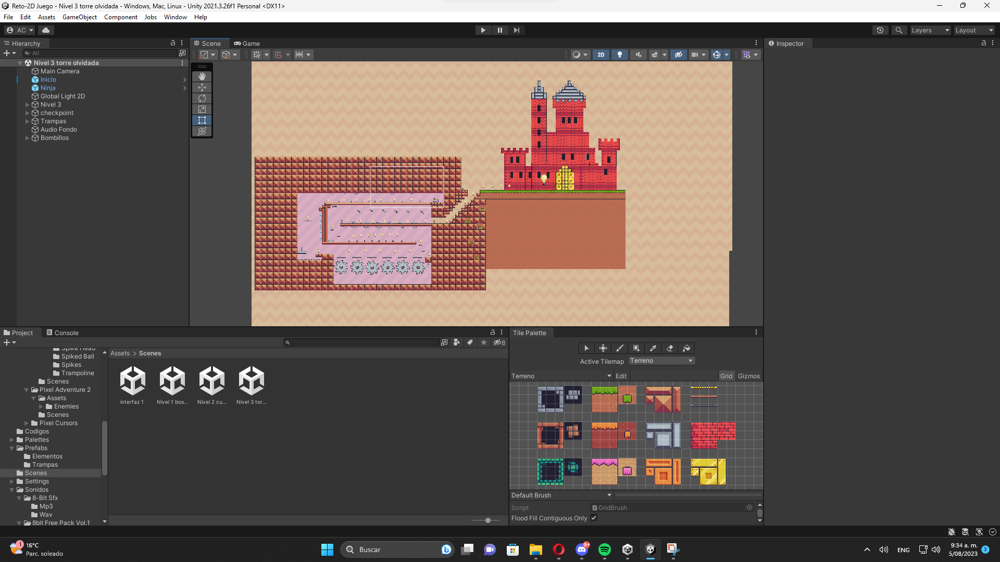 Reto-2D Juego - Nivel 3 torre olvidada - Windows, Mac, Linux - Unity 2021.3.26f1 Personal <DX11>
File Edit Assets GameObject Component Jobs Window Help
AC
Layers Layout
Hierarchy
All
Nivel 3 torre olvidada
Main Camera
Inicio
Ninja
Global Light 2D
Nivel 3
checkpoint
Trampas
Audio Fondo
Bombillos
Scene Game
2D
Inspector
Project Console
8
Spike Head
Spiked Ball
Spikes
Trampoline
Scenes
Pixel Adventure 2
Assets
Enemies
Scenes
Pixel Cursors
Codigos
Palettes
Prefabs
Elementos
Trampas
Scenes
Settings
Sonidos
8-Bit Sfx
Mp3
Wav
8bit Free Pack Vol.1
Assets > Scenes
interfaz 1 Nivel 1 bos... Nivel 2 cu... Nivel 3 tor...
Tile Palette
Active Tilemap Terreno
Terreno Edit Grid Gizmos
Default Brush
Script GridBrush
Flood Fill Contiguous Only
1
16°C
Parc. soleado
Buscar
9+
ENG
9:34 a. m.
5/08/2023
3